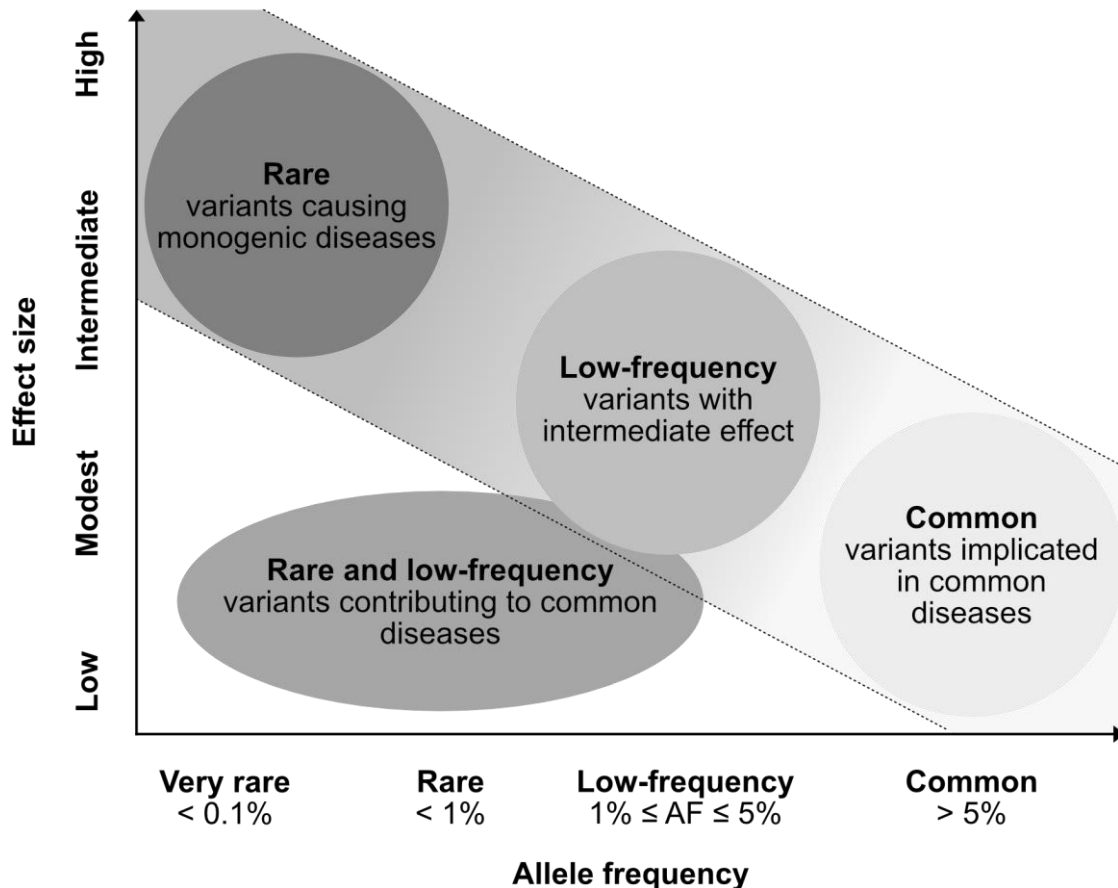 High
Intermediate
Modest
Low
Effect size
Rare
variants causing
monogenic diseases
Low-frequency
variants with
intermediate effect
Common
variants implicated
in common
diseases
Rare and low-frequency
variants contributing to common
diseases
Very rare
< 0.1%
Rare
< 1%
Low-frequency
1% ≤ AF ≤ 5%
Common
> 5%
Allele frequency